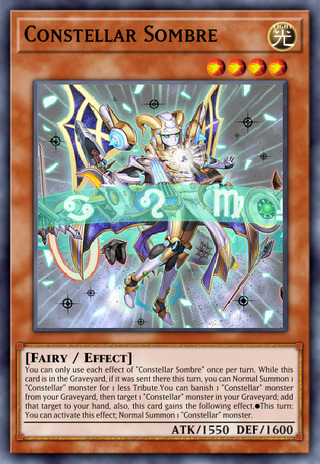 Constellar Sombre
LIGHT
光
[Fairy / Effect]
You can only use each effect of "Constellar Sombre" once per turn. While this
card is in the Graveyard, if it was sent there this turn, you can Normal Summon 1
"Constellar" monster for 1 less Tribute.You can banish 1 "Constellar" monster
from your Graveyard, then target 1 "Constellar" monster in your Graveyard; add
that target to your hand, also, this card gains the following effect.●This turn:
You can activate this effect; Normal Summon 1 "Constellar" monster.
ATK/1550 DEF/1600